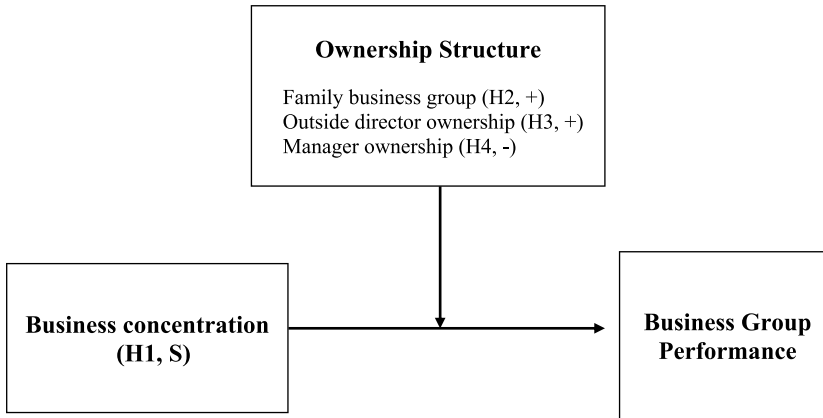 Ownership Structure
Family business group (H2, +)
Outside director ownership (H3, +)
Manager ownership (H4, -)
Business concentration
(H1, S)
Business Group
Performance